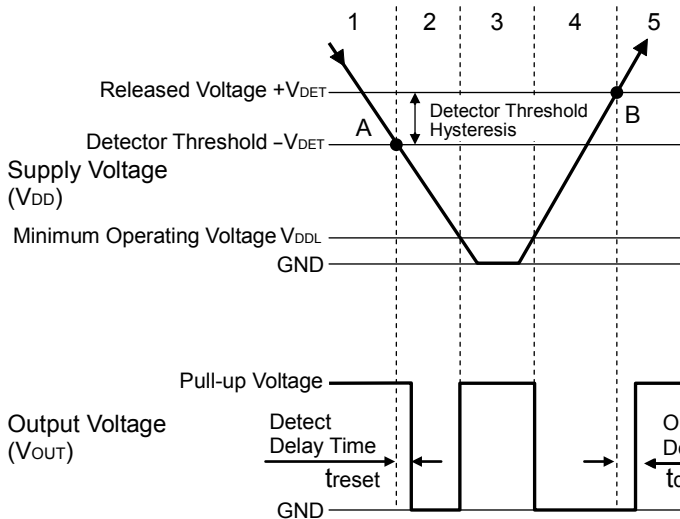 1 2 3 4 5
Released Voltage +VDET
Detector Threshold
Hysteresis
A
B
Detector Threshold –VDET
Supply Voltage
(VDD)
Minimum Operating Voltage VDDL
GND
Pull-up Voltage
Output Voltage
(VOUT)
Detect
Delay Time
treset
GND